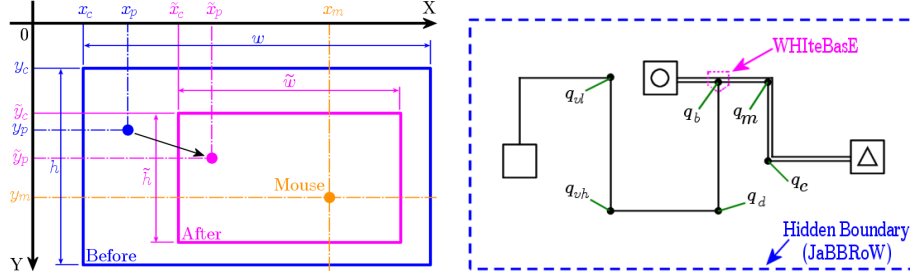 x_c x_p x̃_c x̃_p x_m X
0
w
y_c
w̃
ỹ_c
y_p
ỹ_p
h
h̃
Mouse
y_m
After
Before
Y
WHIteBasE
q_vl
q_b
q_m
q_c
q_vh
q_d
Hidden Boundary
(JaBBRoW)